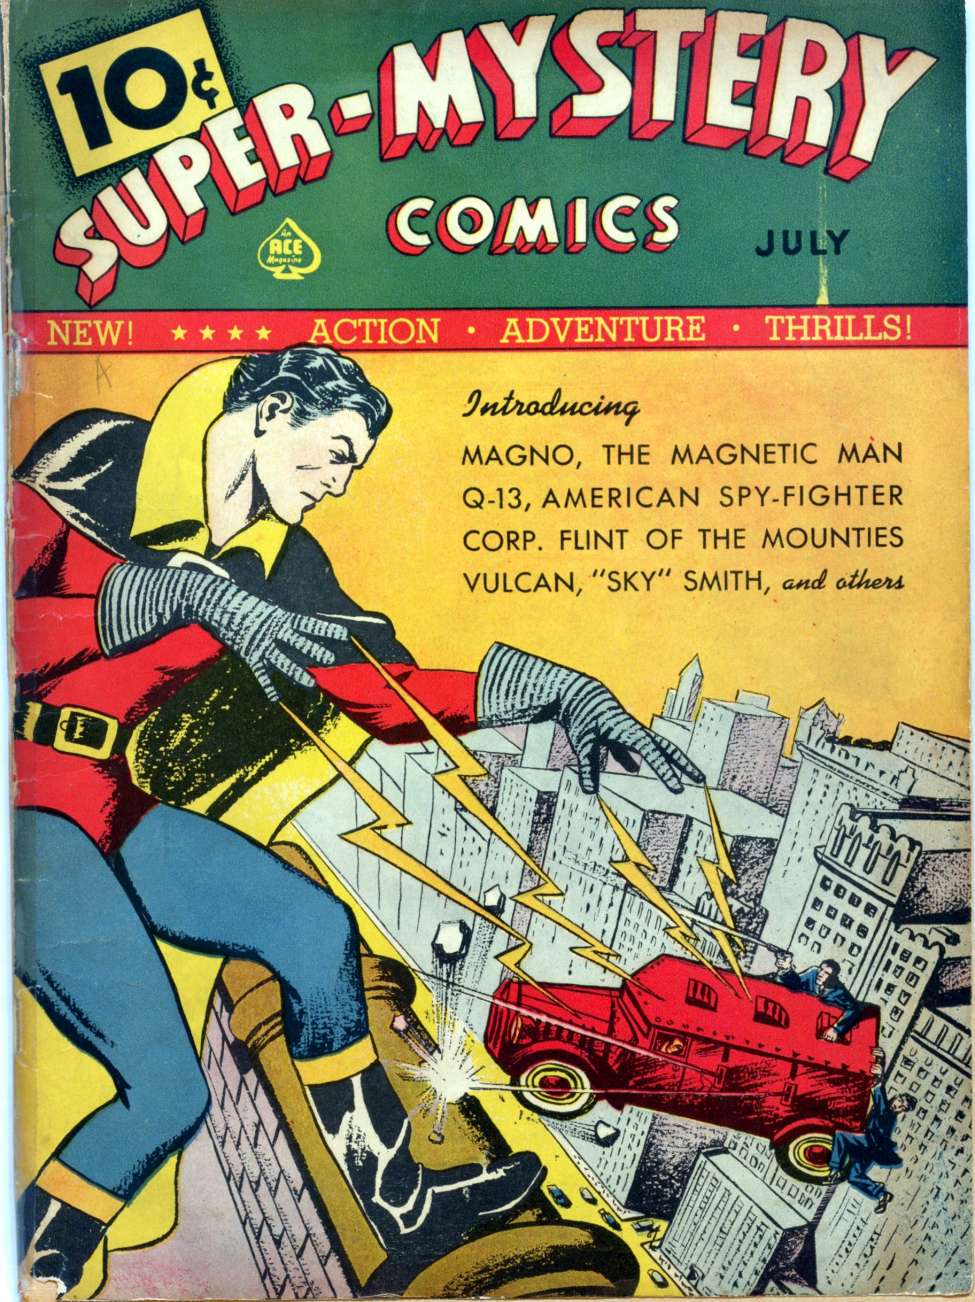 10¢
SUPER-MYSTERY
COMICS
An
ACE
Magazine
JULY
NEW! ★★★★ ACTION · ADVENTURE · THRILLS!
Introducing
MAGNO, THE MAGNETIC MAN
Q-13, AMERICAN SPY-FIGHTER
CORP. FLINT OF THE MOUNTIES
VULCAN, "SKY" SMITH, and others